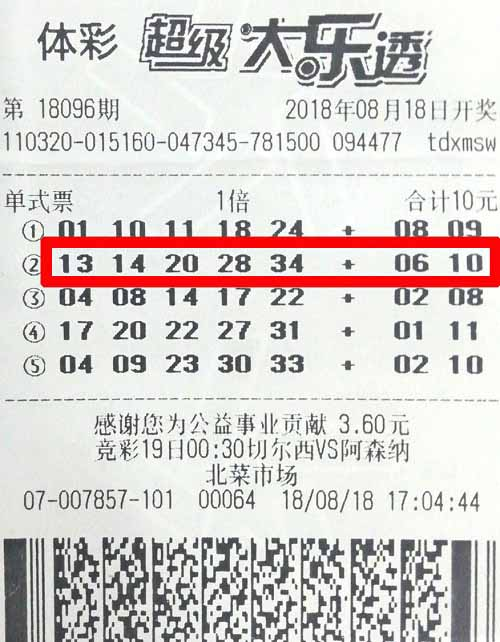 体彩 超级大乐透
第 18096期 2018年08月18日开奖
110320-015160-047345-781500 094477 tdxmsw
单式票 1倍 合计10元
① 01 10 11 18 24 + 08 09
② 13 14 20 28 34 + 06 10
③ 04 08 14 17 22 + 02 08
④ 17 20 22 27 31 + 01 11
⑤ 04 09 23 30 33 + 02 10
感谢您为公益事业贡献 3.60元
竞彩19日00:30切尔西VS阿森纳
北菜市场
07-007857-101 00064 18/08/18 17:04:44